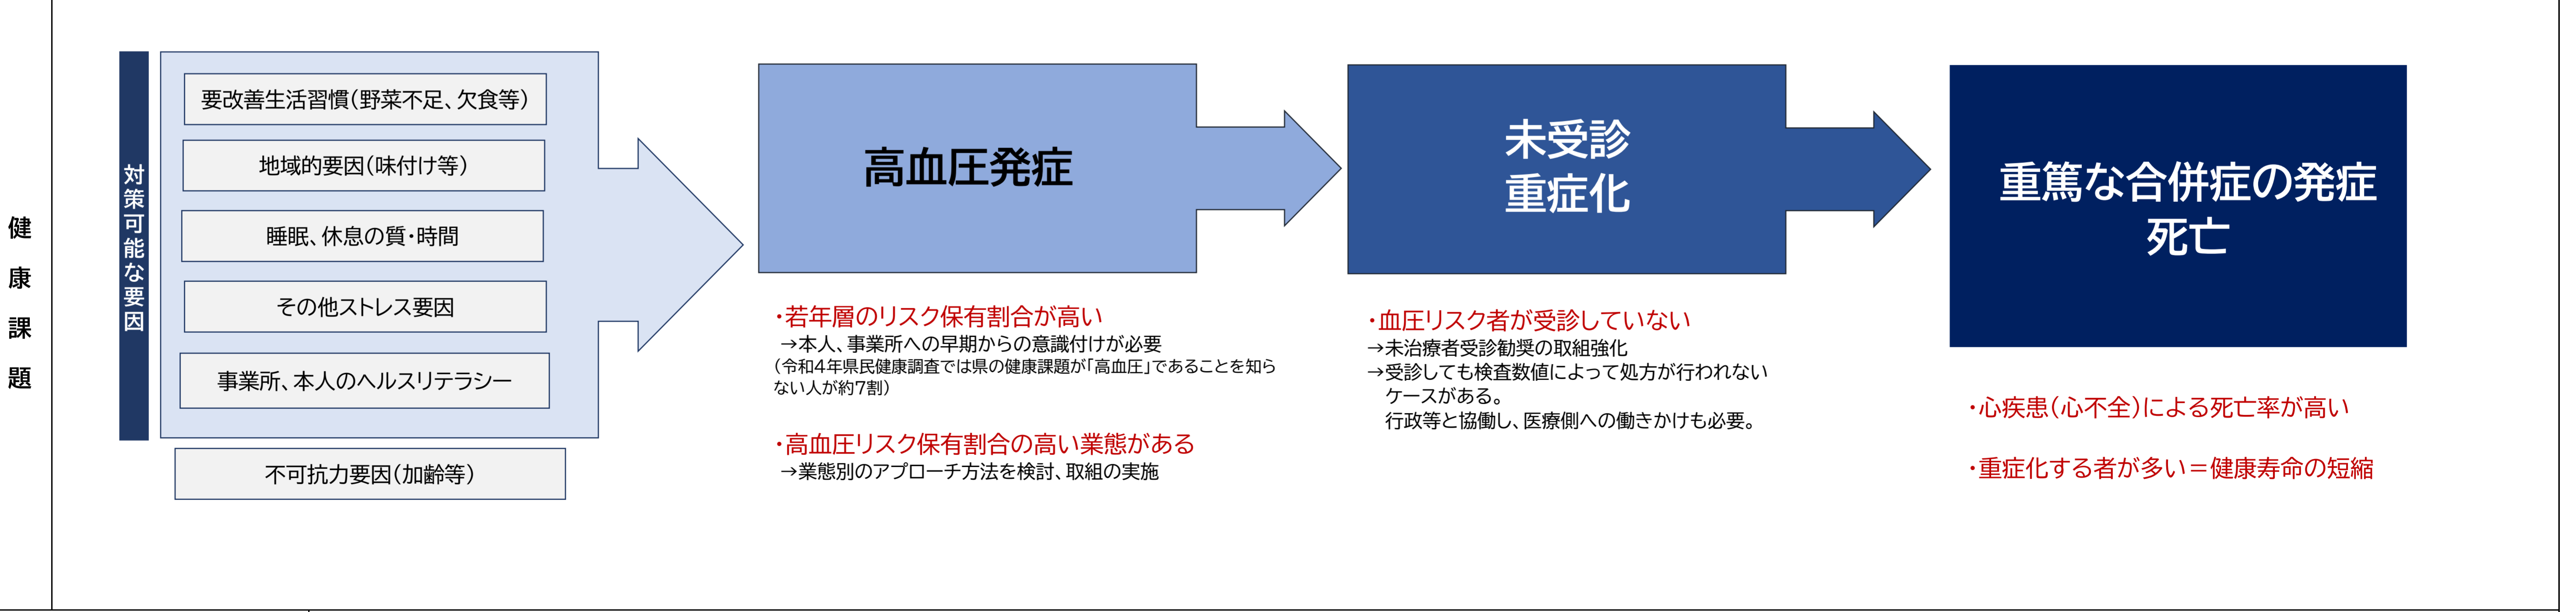 健康課題
対策可能な要因
要改善生活習慣(野菜不足、欠食等)
地域的要因(味付け等)
睡眠、休息の質・時間
その他ストレス要因
事業所、本人のヘルスリテラシー
不可抗力要因(加齢等)
高血圧発症
・若年層のリスク保有割合が高い
→本人、事業所への早期からの意識付けが必要
(令和4年県民健康調査では県の健康課題が「高血圧」であることを知ら
ない人が約7割)
・高血圧リスク保有割合の高い業態がある
→業態別のアプローチ方法を検討、取組の実施
未受診
重症化
・血圧リスク者が受診していない
→未治療者受診勧奨の取組強化
→受診しても検査数値によって処方が行われない
ケースがある。
行政等と協働し、医療側への働きかけも必要。
重篤な合併症の発症
死亡
・心疾患(心不全)による死亡率が高い
・重症化する者が多い=健康寿命の短縮